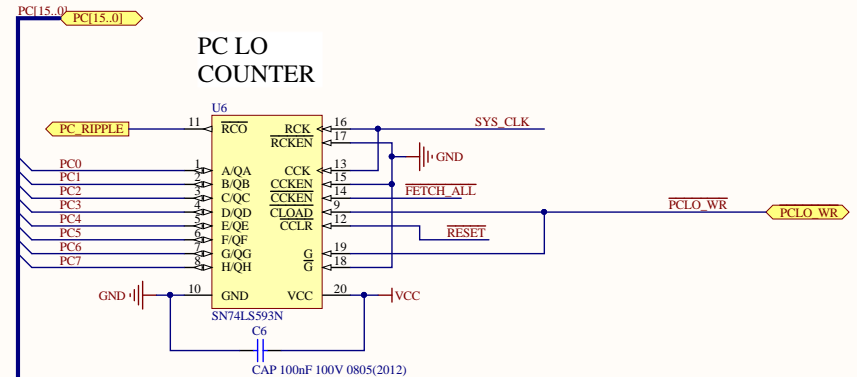 PC[15..0]
PC[15..0]
PC LO
COUNTER
U6
PC_RIPPLE
11
RCO
RCK
16
SYS_CLK
RCKEN
17
GND
PC0
1
A/QA
CCK
13
PC1
2
B/QB
CCKEN
15
PC2
3
C/QC
CCKEN
14
FETCH_ALL
PC3
4
D/QD
CLOAD
9
PCLO_WR
PCLO_WR
PC4
5
E/QE
CCLR
12
PC5
6
F/QF
RESET
PC6
7
G/QG
G
19
PC7
8
H/QH
G
18
GND
10
GND
VCC
20
VCC
SN74LS593N
C6
CAP 100nF 100V 0805(2012)